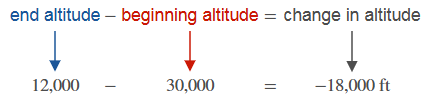 end altitude – beginning altitude = change in altitude
12,000 – 30,000 = –18,000 ft